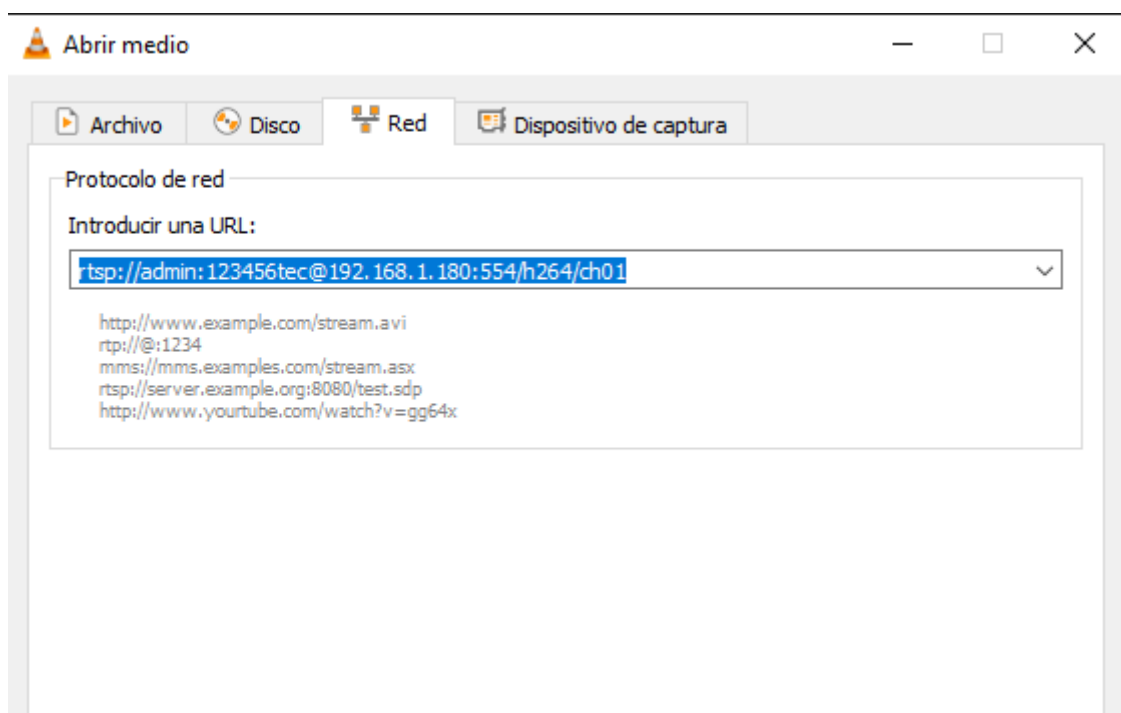 Abrir medio
Archivo Disco Red Dispositivo de captura
Protocolo de red
Introducir una URL:
rtsp://admin:123456tec@192.168.1.180:554/h264/ch01
http://www.example.com/stream.avi
rtp://@:1234
mms://mms.examples.com/stream.asx
rtsp://server.example.org:8080/test.sdp
http://www.yourtube.com/watch?v=gg64x